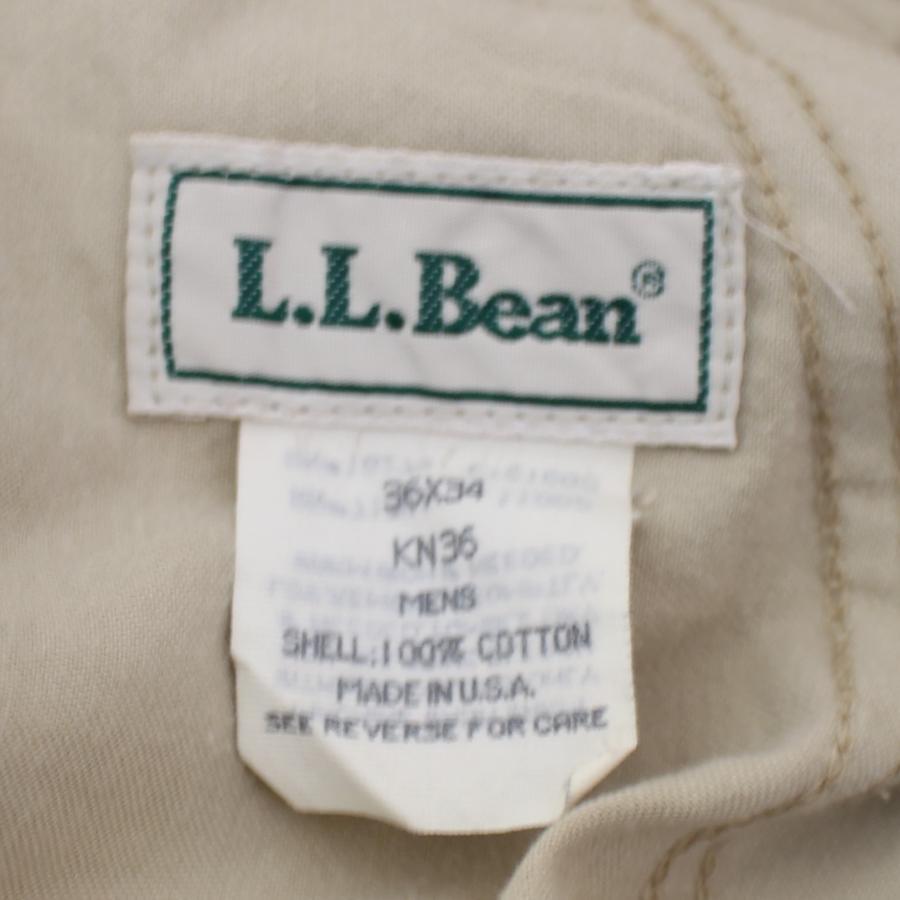 L.L.Bean®
36X34
KN36
MENS
SHELL:100% COTTON
MADE IN U.S.A.
SEE REVERSE FOR CARE